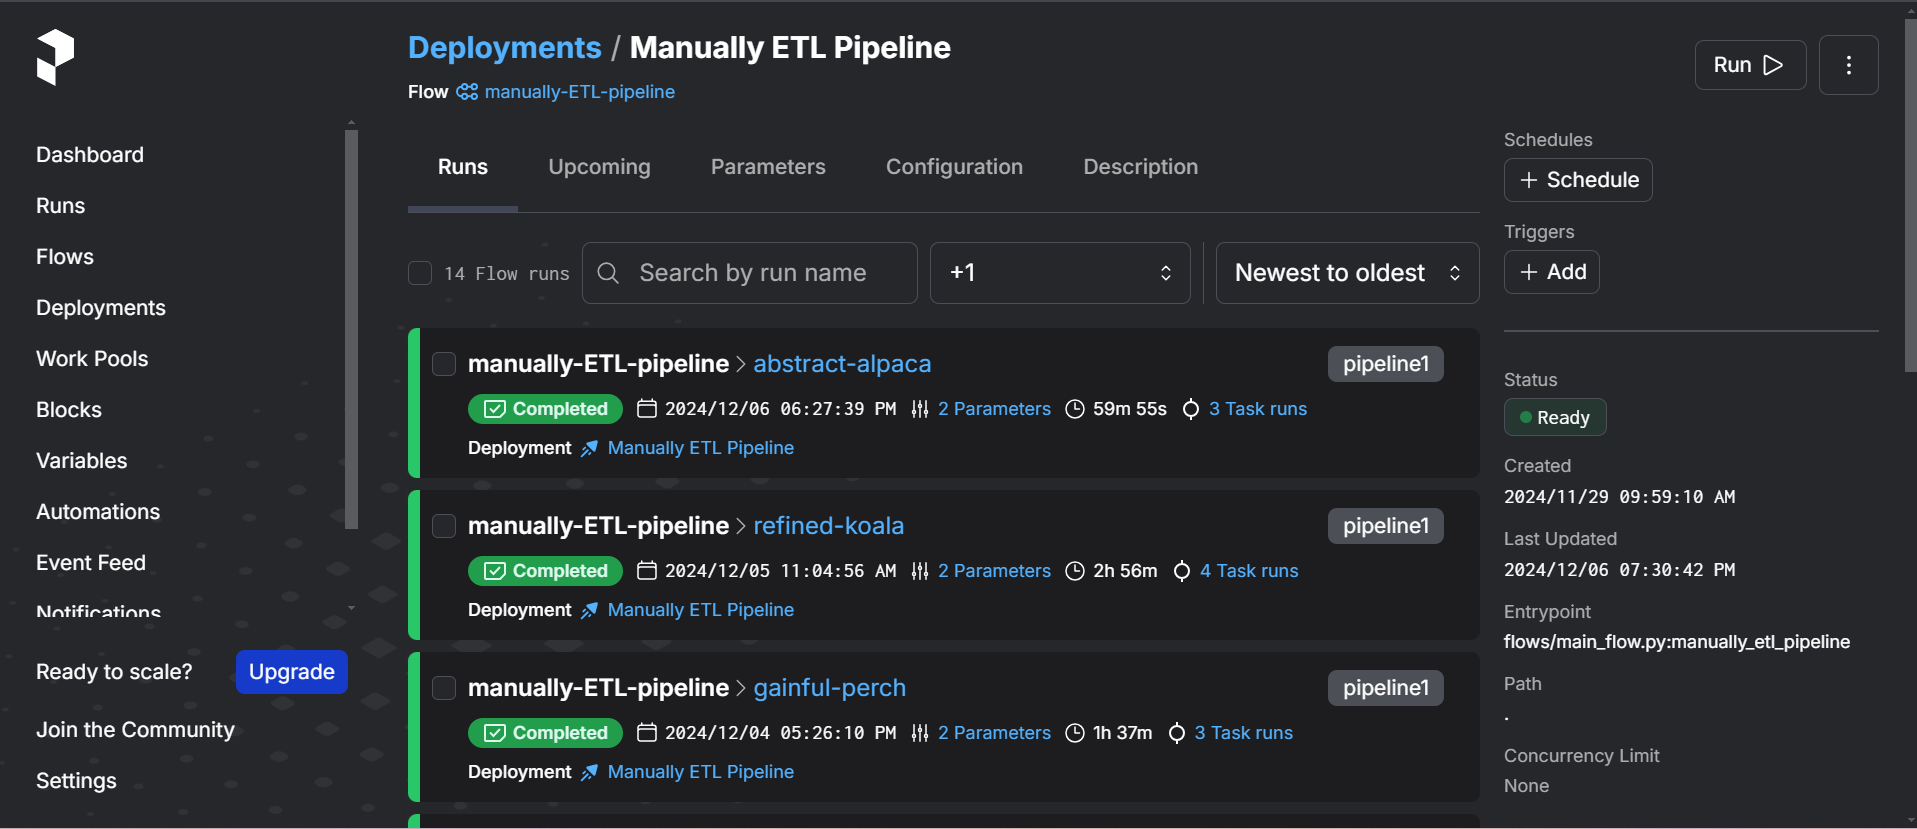 Deployments / Manually ETL Pipeline
Flow manually-ETL-pipeline
Run
Dashboard
Runs
Flows
Deployments
Work Pools
Blocks
Variables
Automations
Event Feed
Notifications
Ready to scale? Upgrade
Join the Community
Settings
Runs Upcoming Parameters Configuration Description
14 Flow runs Search by run name +1 Newest to oldest
manually-ETL-pipeline > abstract-alpaca pipeline1
Completed 2024/12/06 06:27:39 PM 2 Parameters 59m 55s 3 Task runs
Deployment Manually ETL Pipeline
manually-ETL-pipeline > refined-koala pipeline1
Completed 2024/12/05 11:04:56 AM 2 Parameters 2h 56m 4 Task runs
Deployment Manually ETL Pipeline
manually-ETL-pipeline > gainful-perch pipeline1
Completed 2024/12/04 05:26:10 PM 2 Parameters 1h 37m 3 Task runs
Deployment Manually ETL Pipeline
Schedules
+ Schedule
Triggers
+ Add
Status
Ready
Created
2024/11/29 09:59:10 AM
Last Updated
2024/12/06 07:30:42 PM
Entrypoint
flows/main_flow.py:manually_etl_pipeline
Path
.
Concurrency Limit
None